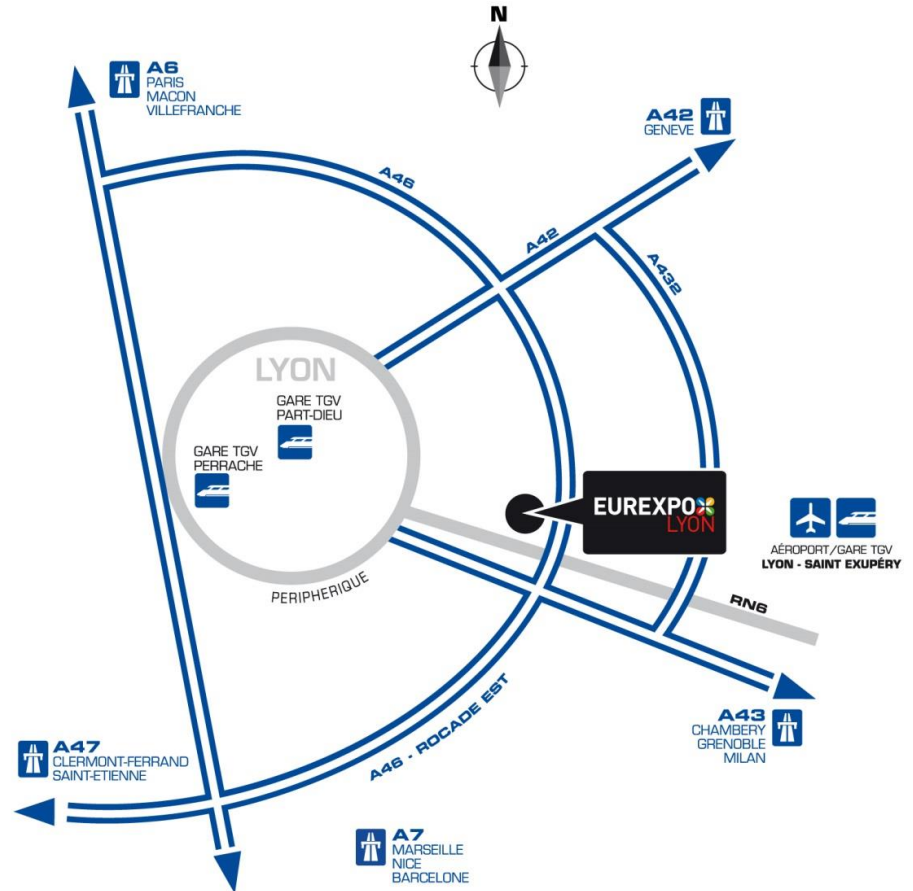 N
A6
PARIS
MACON
VILLEFRANCHE
A42
GENEVE
A46
A42
A432
LYON
GARE TGV
PART-DIEU
GARE TGV
PERRACHE
EUREXPO
LYON
AÉROPORT/GARE TGV
LYON - SAINT EXUPÉRY
PERIPHERIQUE
RN6
A46 - ROCADE EST
A43
CHAMBERY
GRENOBLE
MILAN
A47
CLERMONT-FERRAND
SAINT-ETIENNE
A7
MARSEILLE
NICE
BARCELONE